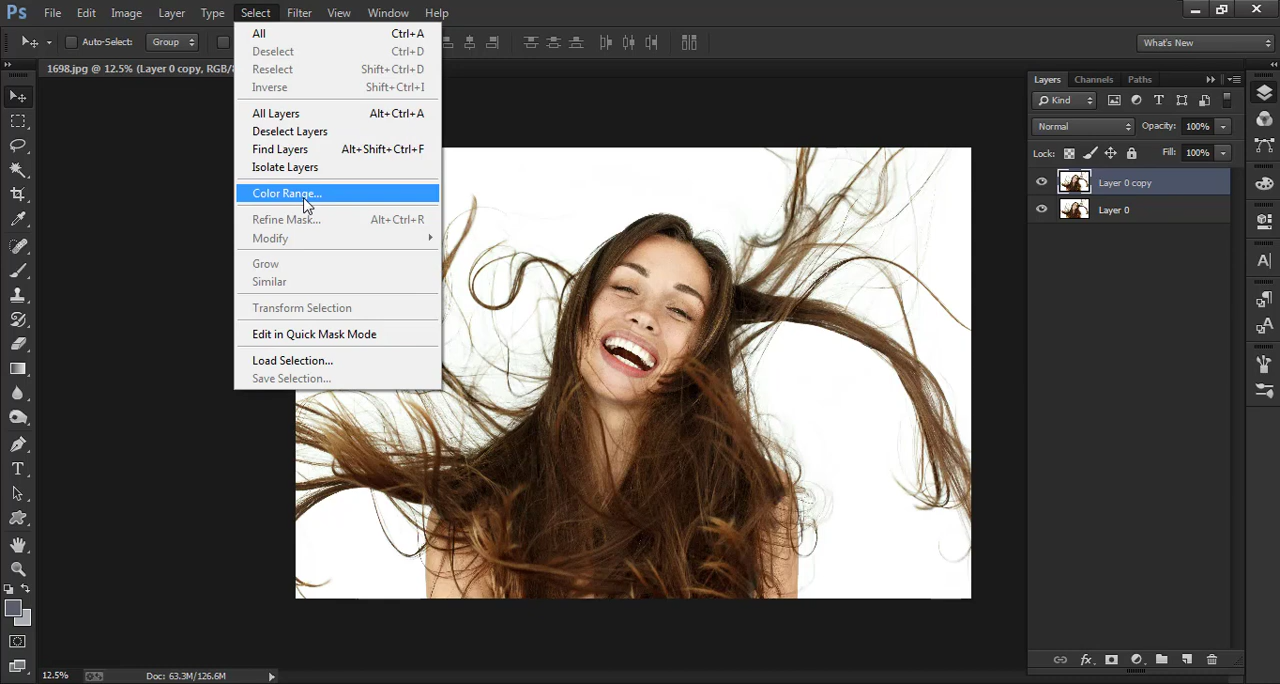 Ps File Edit Image Layer Type Select Filter View Window Help
Auto-Select: Group What's New
1698.jpg @ 12.5% (Layer 0 copy, RGB/8
All Ctrl+A
Deselect Ctrl+D
Reselect Shift+Ctrl+D
Inverse Shift+Ctrl+I
All Layers Alt+Ctrl+A
Deselect Layers
Find Layers Alt+Shift+Ctrl+F
Isolate Layers
Color Range...
Refine Mask... Alt+Ctrl+R
Modify
Grow
Similar
Transform Selection
Edit in Quick Mask Mode
Load Selection...
Save Selection...
Layers Channels Paths
Kind
Normal Opacity: 100%
Lock: Fill: 100%
Layer 0 copy
Layer 0
fx
12.5% Doc: 63.3M/126.6M